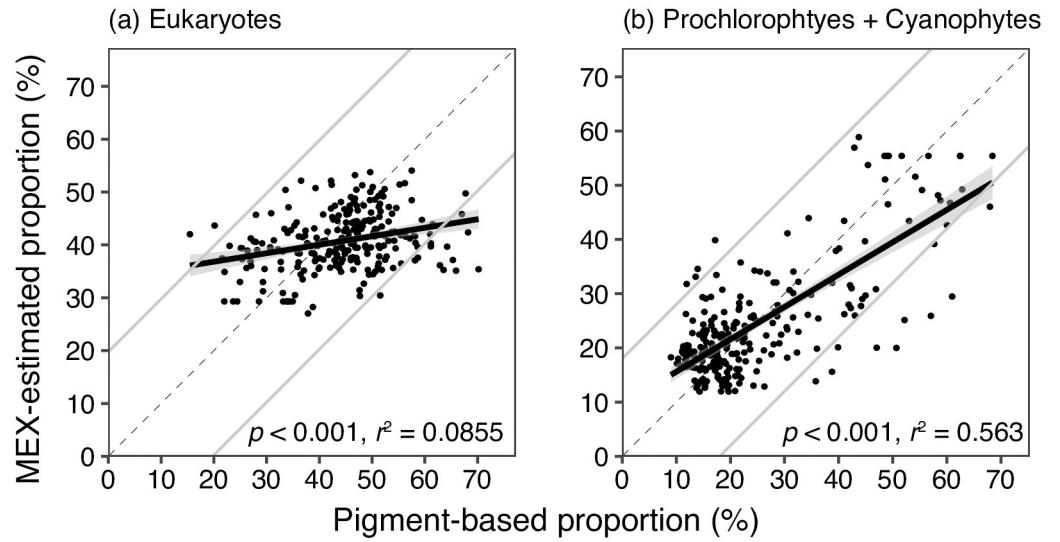 (a) Eukaryotes
(b) Prochlorophtyes + Cyanophytes
MEX-estimated proportion (%)
70
60
50
40
30
20
10
0
p < 0.001, r² = 0.0855
0 10 20 30 40 50 60 70
70
60
50
40
30
20
10
0
p < 0.001, r² = 0.563
0 10 20 30 40 50 60 70
Pigment-based proportion (%)